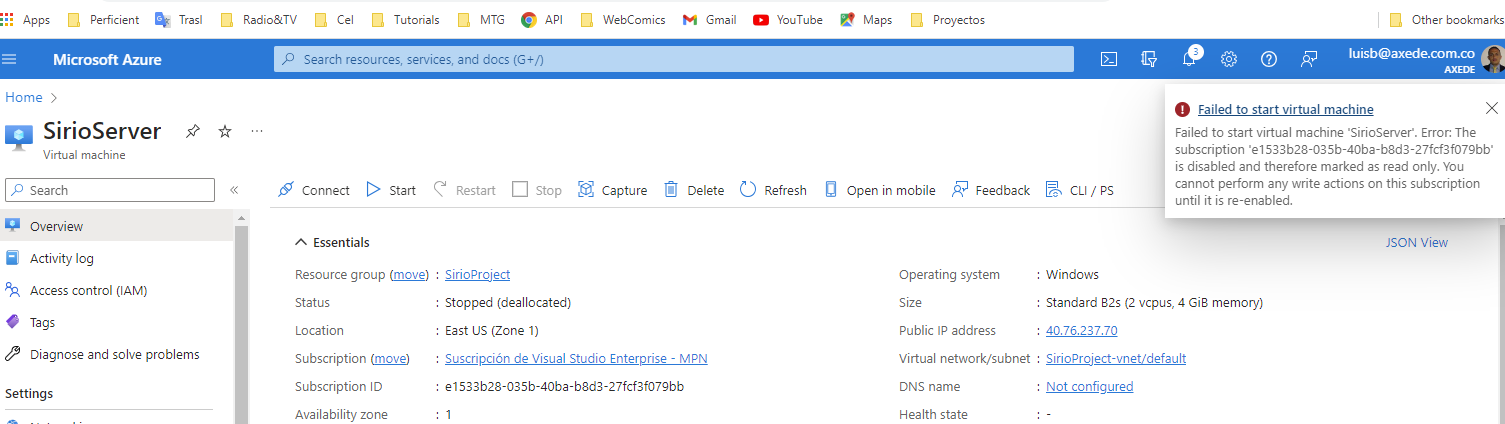 Apps Perficient Trasl Radio&TV Cel Tutorials MTG API WebComics Gmail YouTube Maps Proyectos Other bookmarks
Microsoft Azure Search resources, services, and docs (G+/) 3 luisb@axede.com.co
AXEDE
Home >
SirioServer ...
Virtual machine
Failed to start virtual machine
Failed to start virtual machine 'SirioServer'. Error: The
subscription 'e1533b28-035b-40ba-b8d3-27fcf3f079bb'
is disabled and therefore marked as read only. You
cannot perform any write actions on this subscription
until it is re-enabled.
Search «
Connect Start Restart Stop Capture Delete Refresh Open in mobile Feedback CLI / PS
Overview
Activity log
Access control (IAM)
Tags
Diagnose and solve problems
Settings
Essentials JSON View
Resource group (move) : SirioProject
Status : Stopped (deallocated)
Location : East US (Zone 1)
Subscription (move) : Suscripción de Visual Studio Enterprise - MPN
Subscription ID : e1533b28-035b-40ba-b8d3-27fcf3f079bb
Availability zone : 1
Operating system : Windows
Size : Standard B2s (2 vcpus, 4 GiB memory)
Public IP address : 40.76.237.70
Virtual network/subnet : SirioProject-vnet/default
DNS name : Not configured
Health state : -